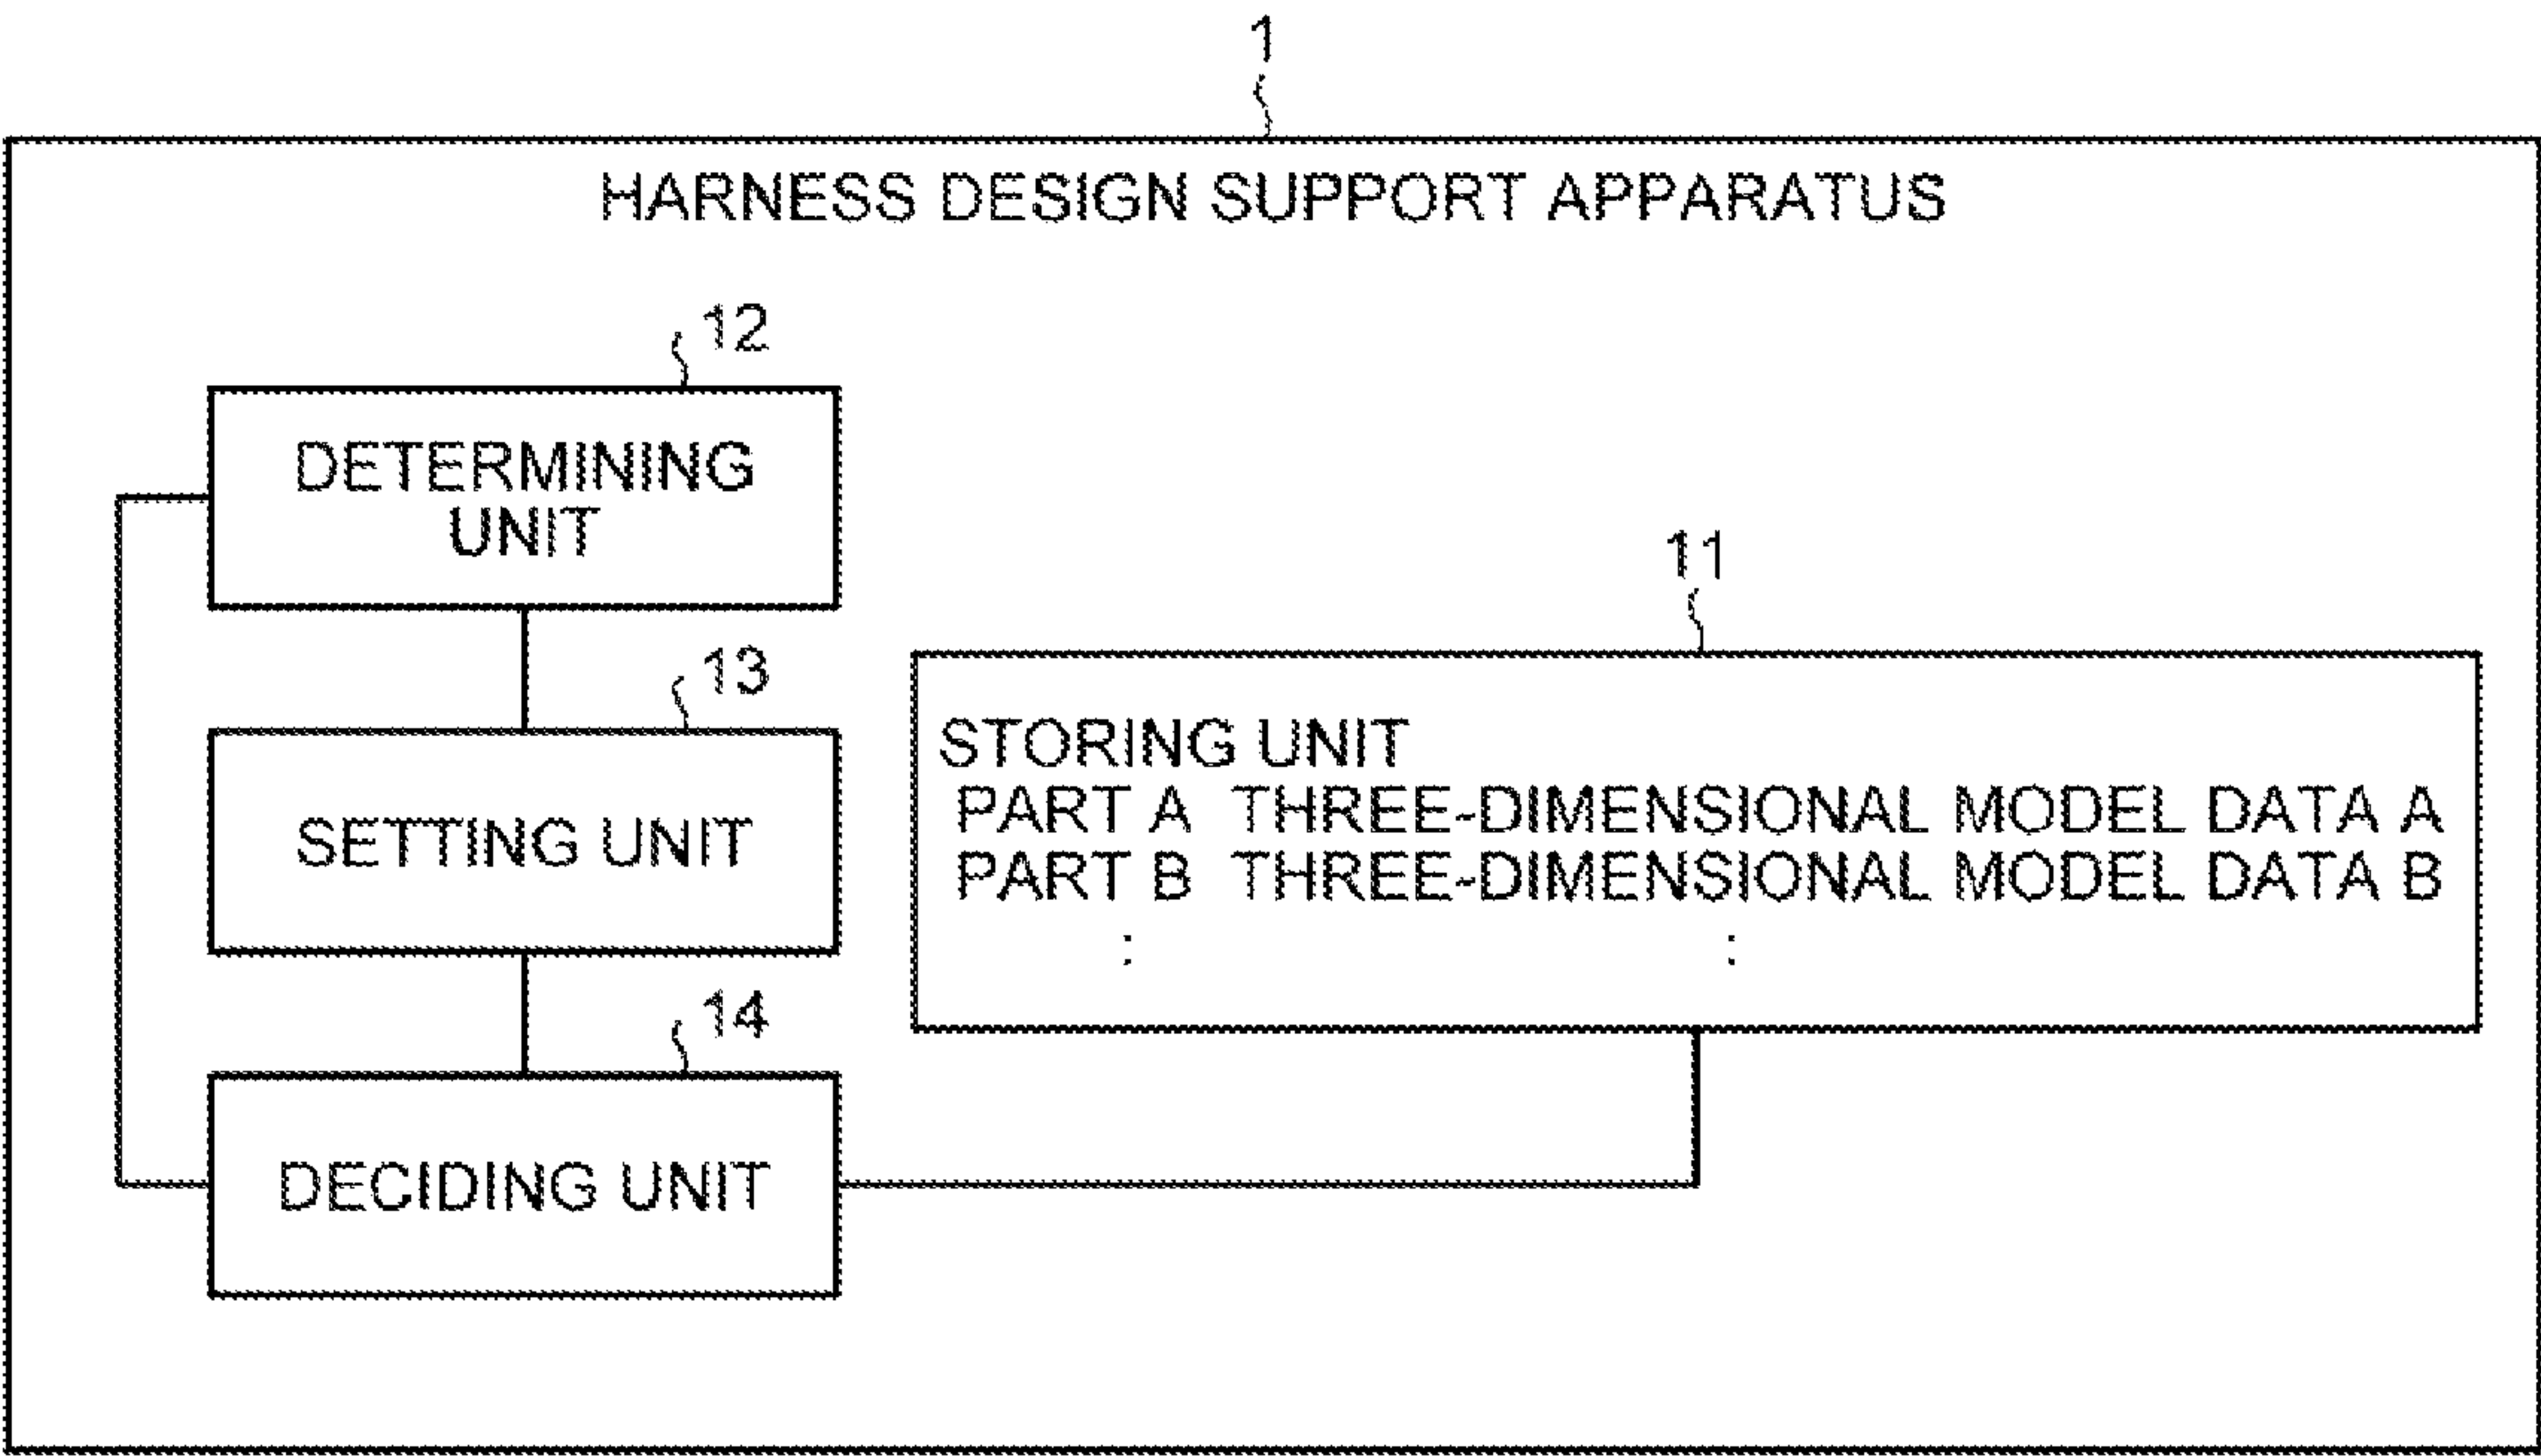 1
HARNESS DESIGN SUPPORT APPARATUS
12
DETERMINING
UNIT
11
13
SETTING UNIT
STORING UNIT
PART A THREE-DIMENSIONAL MODEL DATA A
PART B THREE-DIMENSIONAL MODEL DATA B
: :
14
DECIDING UNIT